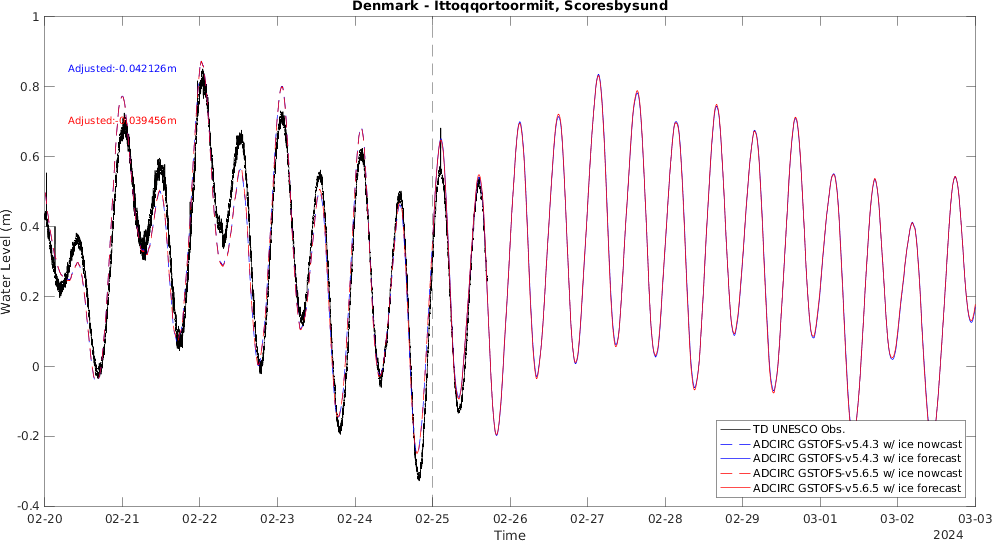 Denmark - Ittoqqortoormiit, Scoresbysund
Adjusted:-0.042126m
Adjusted:-0.039456m
Water Level (m)
1
0.8
0.6
0.4
0.2
0
-0.2
-0.4
TD UNESCO Obs.
ADCIRC GSTOFS-v5.4.3 w/ ice nowcast
ADCIRC GSTOFS-v5.4.3 w/ ice forecast
ADCIRC GSTOFS-v5.6.5 w/ ice nowcast
ADCIRC GSTOFS-v5.6.5 w/ ice forecast
02-20 02-21 02-22 02-23 02-24 02-25 02-26 02-27 02-28 02-29 03-01 03-02 03-03
Time
2024